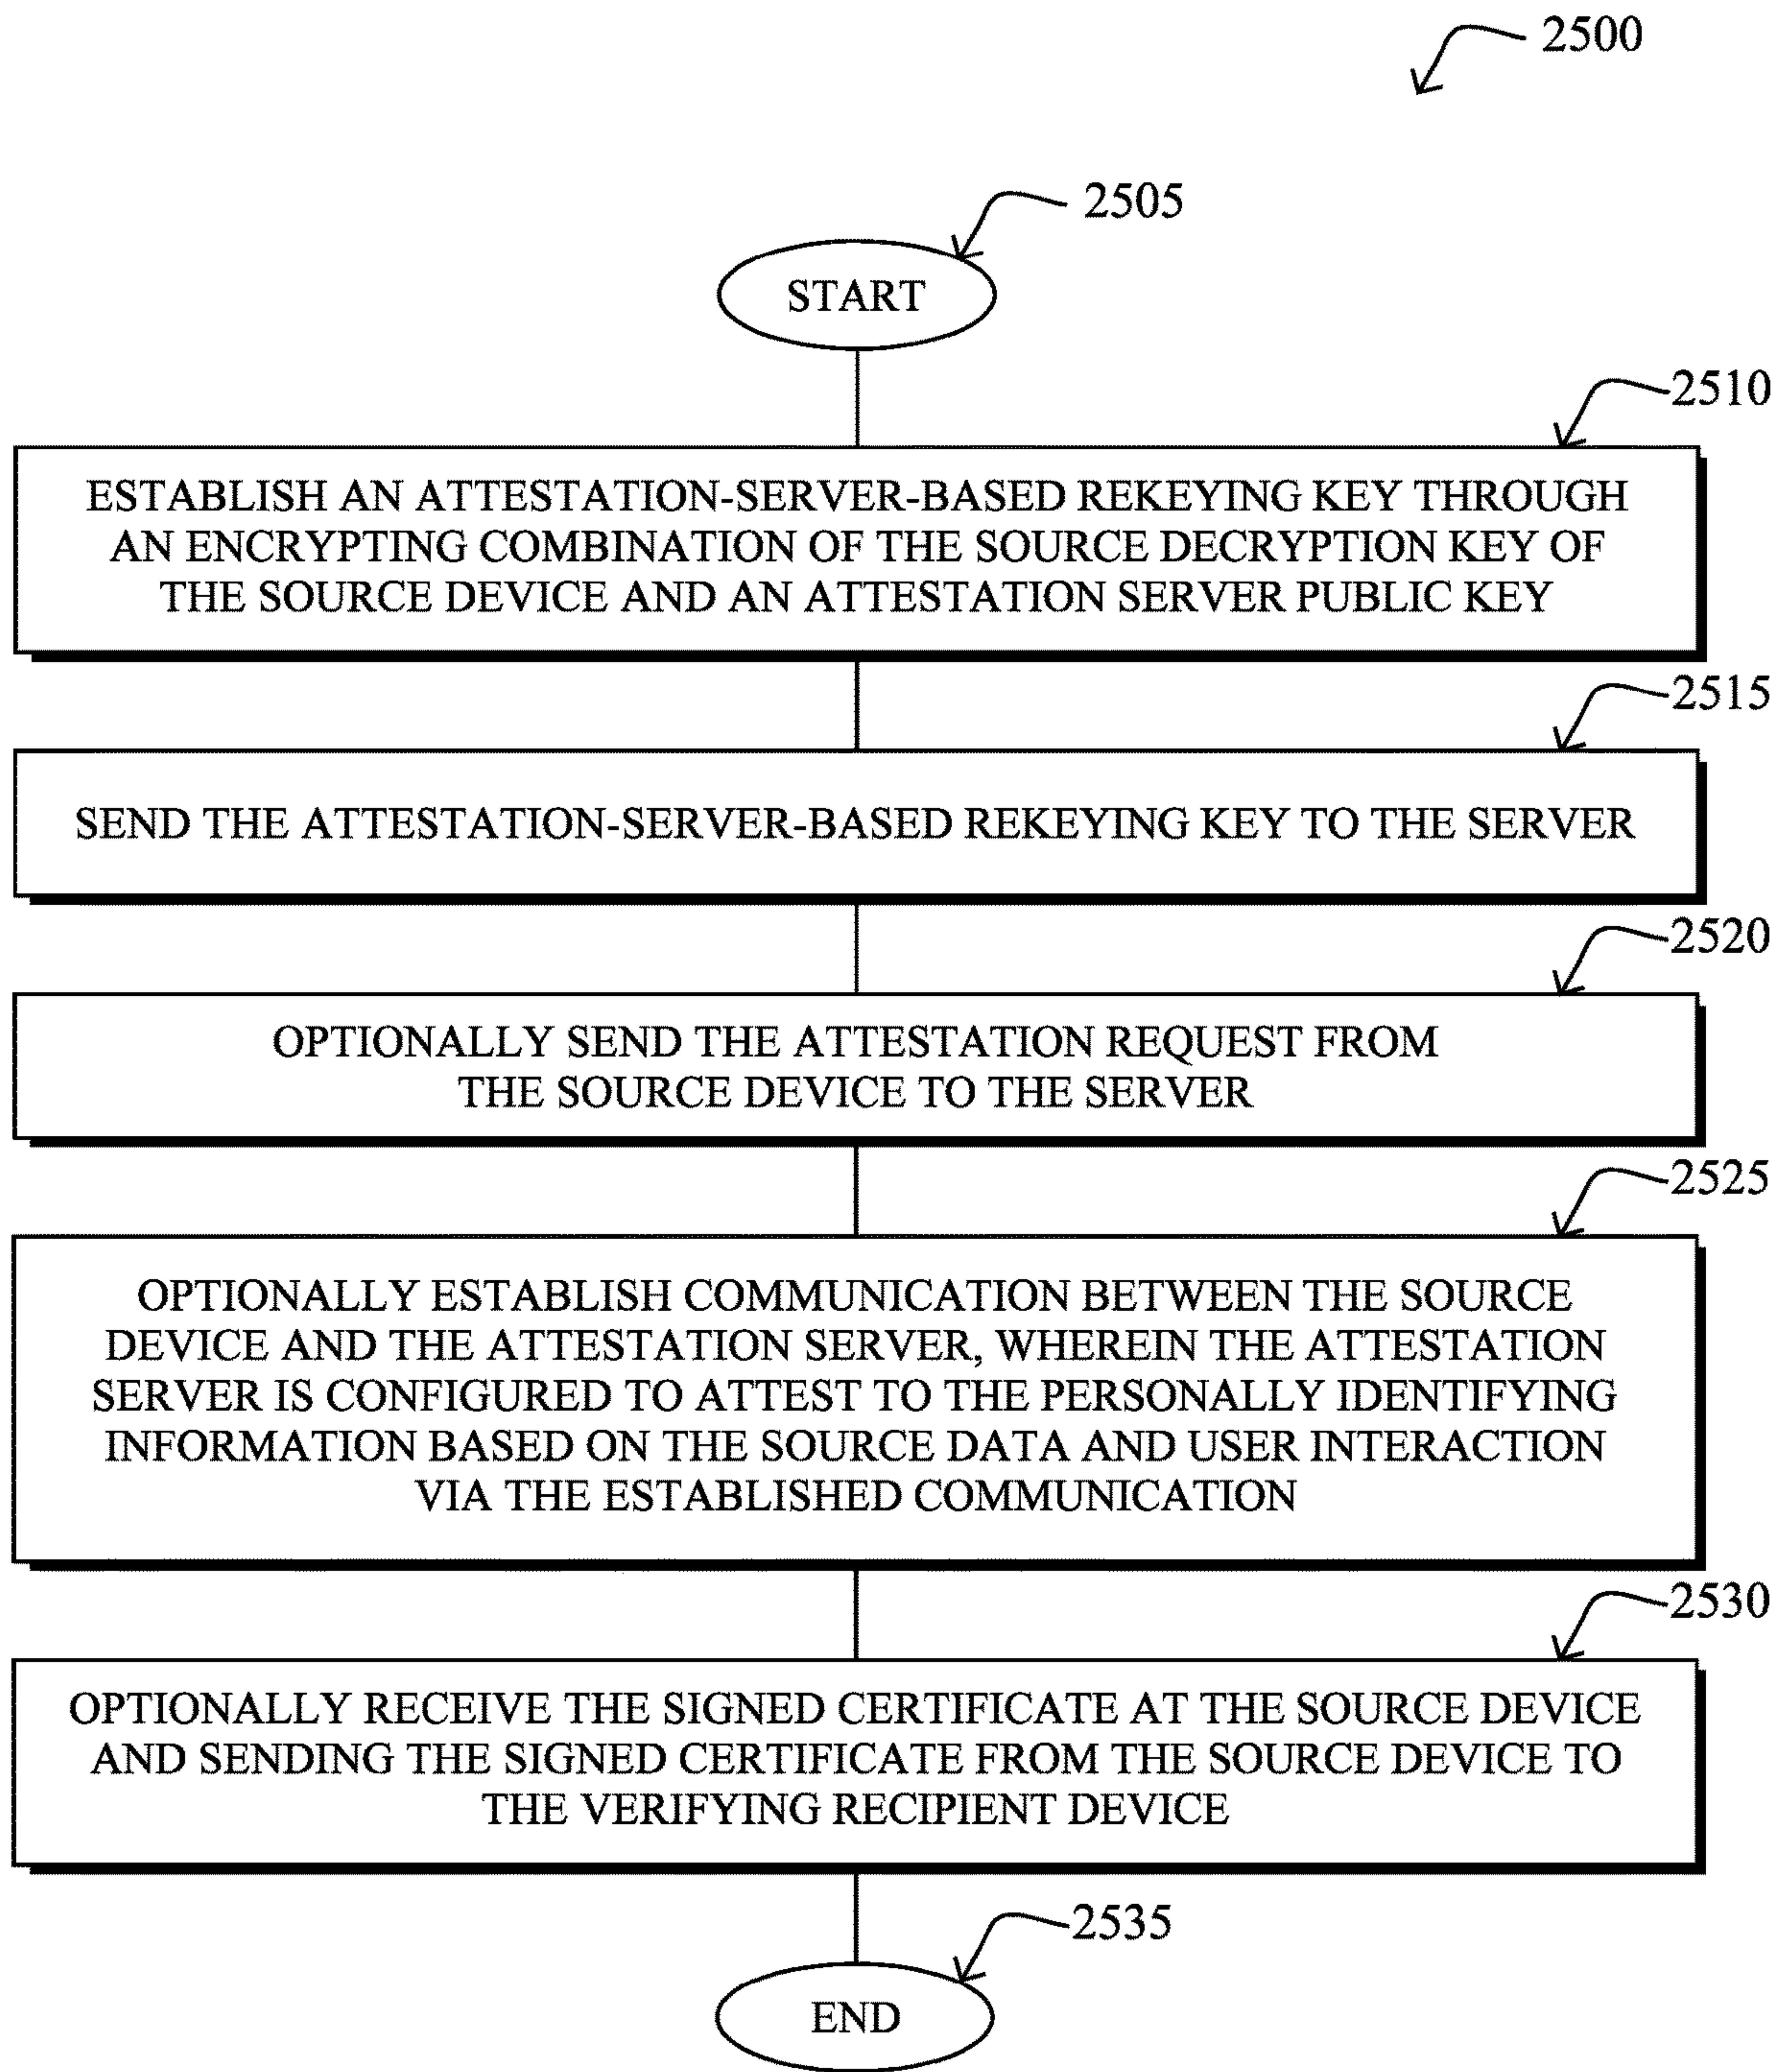 2500
2505
START
2510
ESTABLISH AN ATTESTATION-SERVER-BASED REKEYING KEY THROUGH
AN ENCRYPTING COMBINATION OF THE SOURCE DECRYPTION KEY OF
THE SOURCE DEVICE AND AN ATTESTATION SERVER PUBLIC KEY
2515
SEND THE ATTESTATION-SERVER-BASED REKEYING KEY TO THE SERVER
2520
OPTIONALLY SEND THE ATTESTATION REQUEST FROM
THE SOURCE DEVICE TO THE SERVER
2525
OPTIONALLY ESTABLISH COMMUNICATION BETWEEN THE SOURCE
DEVICE AND THE ATTESTATION SERVER, WHEREIN THE ATTESTATION
SERVER IS CONFIGURED TO ATTEST TO THE PERSONALLY IDENTIFYING
INFORMATION BASED ON THE SOURCE DATA AND USER INTERACTION
VIA THE ESTABLISHED COMMUNICATION
2530
OPTIONALLY RECEIVE THE SIGNED CERTIFICATE AT THE SOURCE DEVICE
AND SENDING THE SIGNED CERTIFICATE FROM THE SOURCE DEVICE TO
THE VERIFYING RECIPIENT DEVICE
2535
END